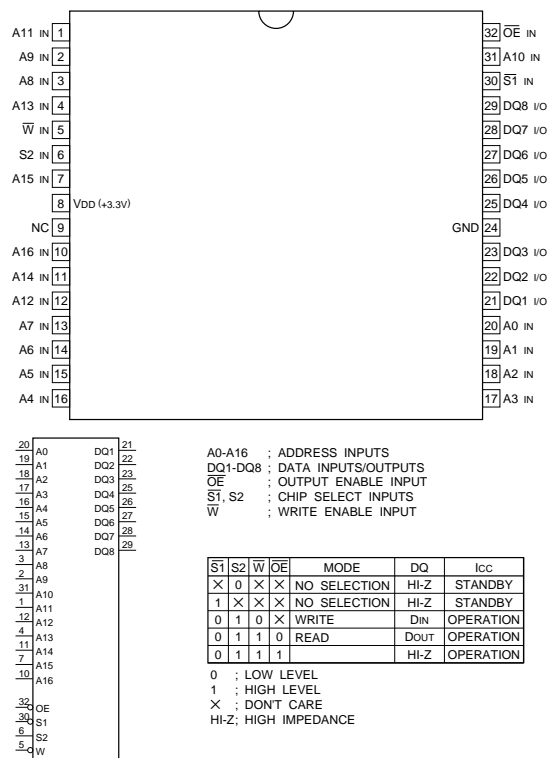 A11 IN 1
A9 IN 2
A8 IN 3
A13 IN 4
W̅ IN 5
S2 IN 6
A15 IN 7
8 VDD (+3.3V)
NC 9
A16 IN 10
A14 IN 11
A12 IN 12
A7 IN 13
A6 IN 14
A5 IN 15
A4 IN 16
32 O̅E̅ IN
31 A10 IN
30 S̅1̅ IN
29 DQ8 I/O
28 DQ7 I/O
27 DQ6 I/O
26 DQ5 I/O
25 DQ4 I/O
GND 24
23 DQ3 I/O
22 DQ2 I/O
21 DQ1 I/O
20 A0 IN
19 A1 IN
18 A2 IN
17 A3 IN
20 A0
19 A1
18 A2
17 A3
16 A4
15 A5
14 A6
13 A7
3 A8
2 A9
31 A10
1 A11
12 A12
4 A13
11 A14
7 A15
10 A16
32 OE
30 S1
6 S2
5 W
DQ1 21
DQ2 22
DQ3 23
DQ4 25
DQ5 26
DQ6 27
DQ7 28
DQ8 29
A0-A16 ; ADDRESS INPUTS
DQ1-DQ8 ; DATA INPUTS/OUTPUTS
O̅E̅ ; OUTPUT ENABLE INPUT
S̅1̅, S2 ; CHIP SELECT INPUTS
W̅ ; WRITE ENABLE INPUT
S̅1̅ S2 W̅ O̅E̅ MODE DQ ICC
× 0 × × NO SELECTION HI-Z STANDBY
1 × × × NO SELECTION HI-Z STANDBY
0 1 0 × WRITE DIN OPERATION
0 1 1 0 READ DOUT OPERATION
0 1 1 1 HI-Z OPERATION
0 ; LOW LEVEL
1 ; HIGH LEVEL
× ; DON'T CARE
HI-Z; HIGH IMPEDANCE